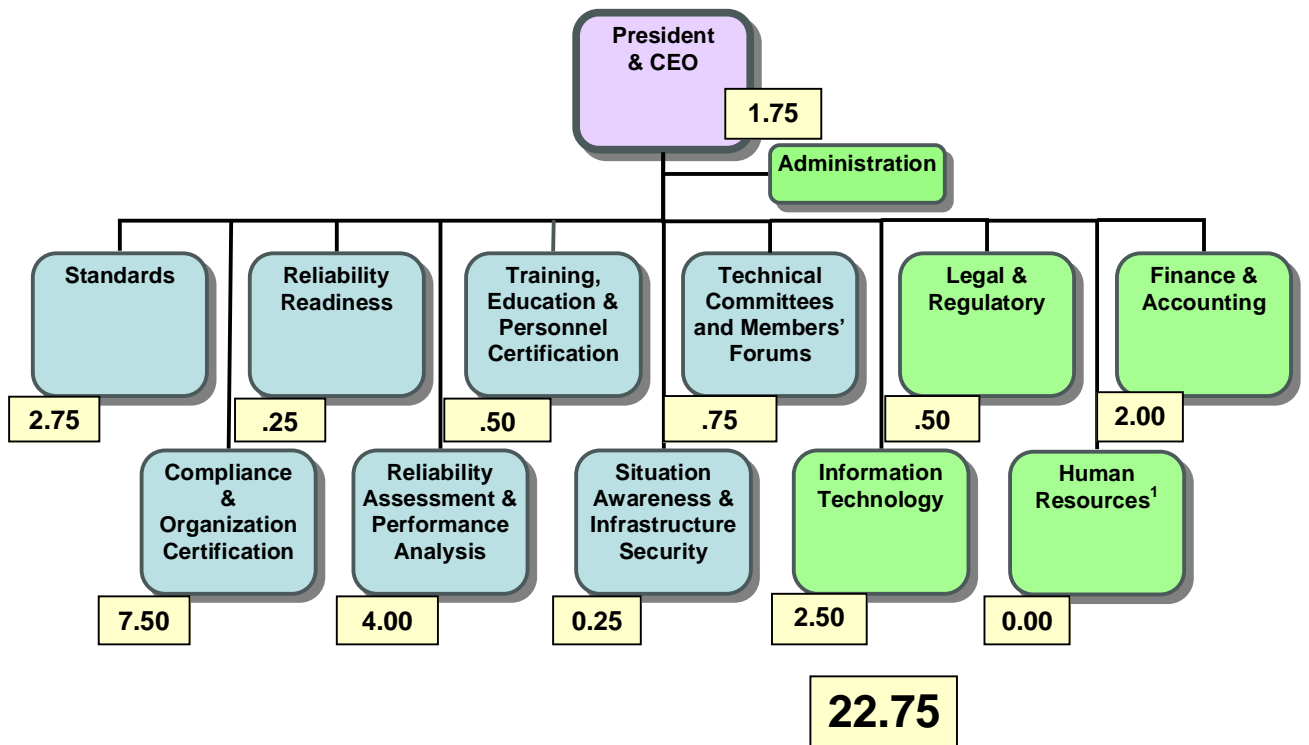 President
& CEO
1.75
Administration
Standards
2.75
Reliability
Readiness
.25
Training,
Education &
Personnel
Certification
.50
Technical
Committees
and Members’
Forums
.75
Legal &
Regulatory
.50
Finance &
Accounting
2.00
Compliance
&
Organization
Certification
7.50
Reliability
Assessment &
Performance
Analysis
4.00
Situation
Awareness &
Infrastructure
Security
0.25
Information
Technology
2.50
Human
Resources¹
0.00
22.75